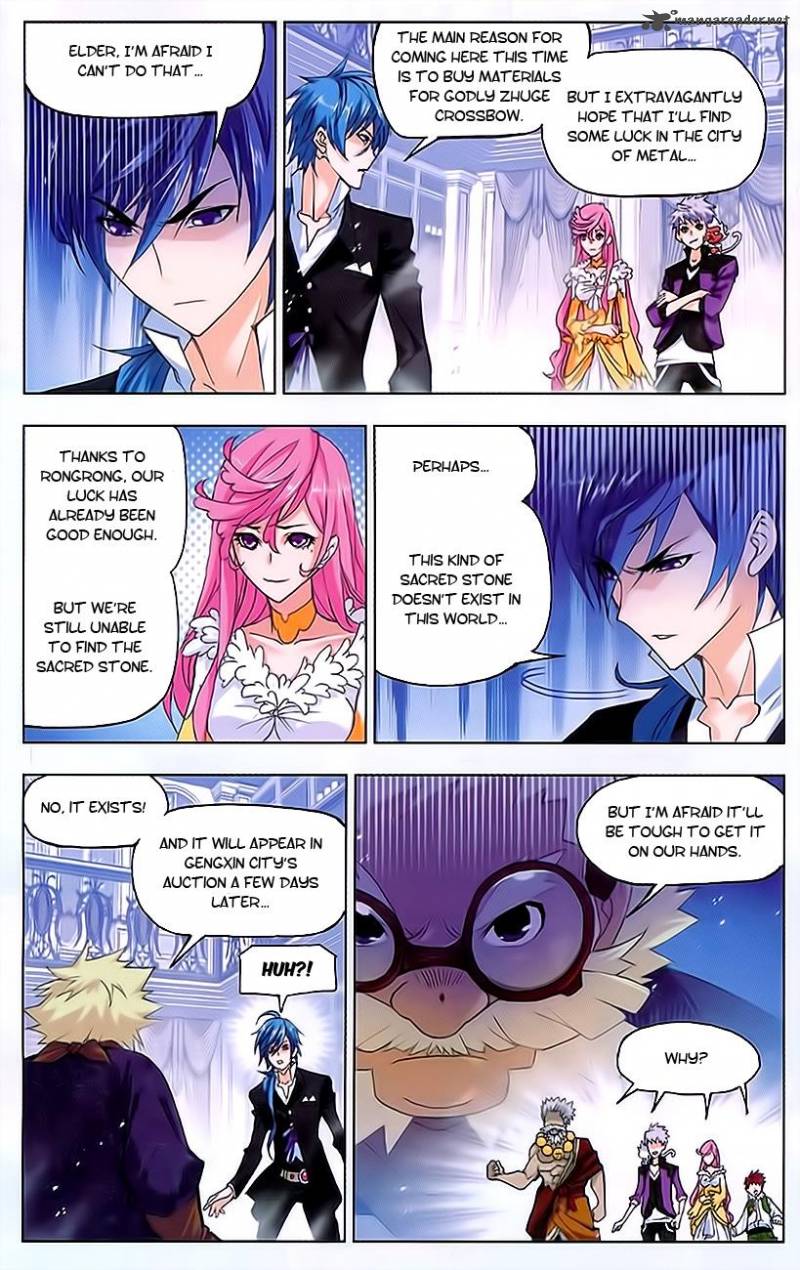 mangareader.net
ELDER, I'M AFRAID I
CAN'T DO THAT...
THE MAIN REASON FOR
COMING HERE THIS TIME
IS TO BUY MATERIALS
FOR GODLY ZHUGE
CROSSBOW.
BUT I EXTRAVAGANTLY
HOPE THAT I'LL FIND
SOME LUCK IN THE CITY
OF METAL...
THANKS TO
RONGRONG, OUR
LUCK HAS
ALREADY BEEN
GOOD ENOUGH.
BUT WE'RE
STILL UNABLE
TO FIND THE
SACRED STONE.
PERHAPS...
THIS KIND OF
SACRED STONE
DOESN'T EXIST IN
THIS WORLD...
NO, IT EXISTS!
AND IT WILL APPEAR IN
GENGXIN CITY'S
AUCTION A FEW DAYS
LATER...
HUH?!
BUT I'M AFRAID IT'LL
BE TOUGH TO GET IT
ON OUR HANDS.
WHY?